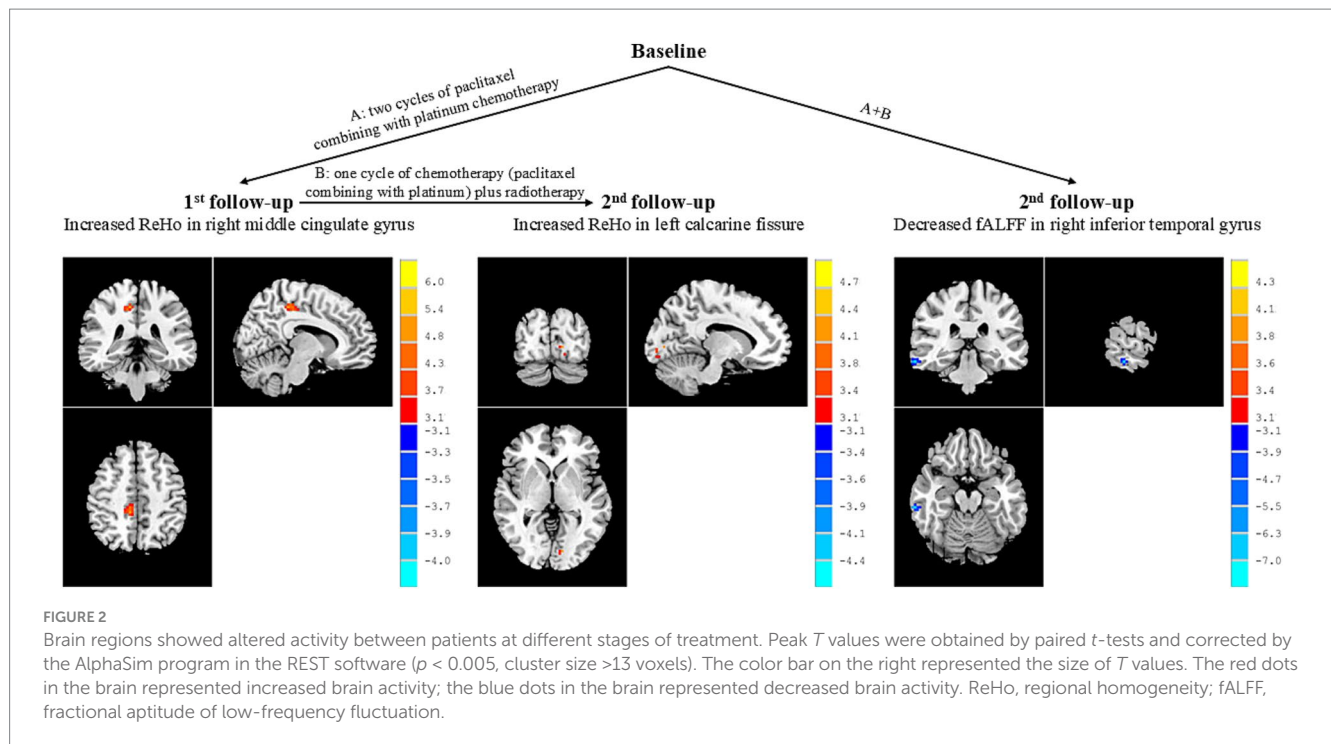 Baseline
A: two cycles of paclitaxel
combining with platinum chemotherapy
A+B
B: one cycle of chemotherapy (paclitaxel
combining with platinum) plus radiotherapy
1st follow-up
Increased ReHo in right middle cingulate gyrus
2nd follow-up
Increased ReHo in left calcarine fissure
2nd follow-up
Decreased fALFF in right inferior temporal gyrus
6.0
5.4
4.8
4.3
3.7
3.1
-3.1
-3.3
-3.5
-3.7
-3.9
-4.0
4.7
4.4
4.1
3.8
3.4
3.1
-3.1
-3.4
-3.6
-3.9
-4.1
-4.4
4.3
4.1
3.8
3.6
3.4
3.1
-3.1
-3.9
-4.7
-5.5
-6.3
-7.0
FIGURE 2
Brain regions showed altered activity between patients at different stages of treatment. Peak T values were obtained by paired t-tests and corrected by
the AlphaSim program in the REST software (p < 0.005, cluster size >13 voxels). The color bar on the right represented the size of T values. The red dots
in the brain represented increased brain activity; the blue dots in the brain represented decreased brain activity. ReHo, regional homogeneity; fALFF,
fractional aptitude of low-frequency fluctuation.